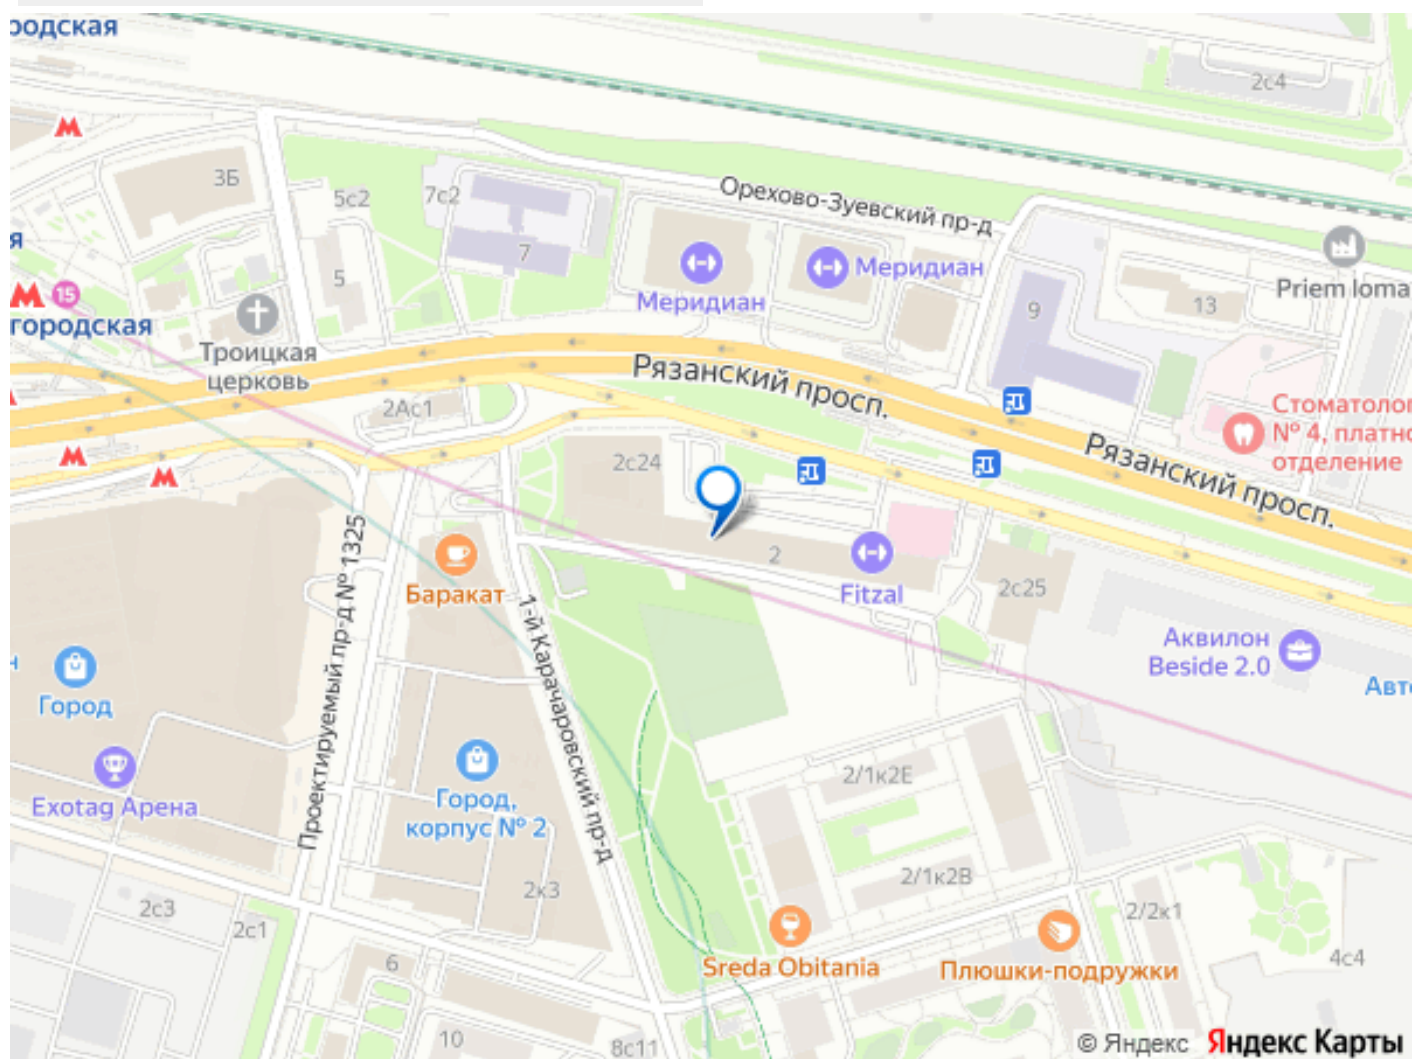 одская
2с4
3Б
5с2
7с2
Орехово-Зуевский пр-д
я
7
Меридиан
Меридиан
5
15
9
13
Priem loma
городская
Троицкая
церковь
Рязанский просп.
2Ас1
Стоматолог
№ 4, платно
отделение
2с24
Рязанский просп.
2
Fitzal
2с25
Баракат
Проектируемый пр-д № 1325
1-й Карачаровский пр-д
Аквилон
Beside 2.0
Авто
н
Город
Exotag Арена
Город,
корпус № 2
2/1к2Е
2/1к2В
2к3
2с3
2с1
2/2к1
6
Sreda Obitania
Плюшки-подружки
4с4
10
8с11
© Яндекс Яндекс Карты